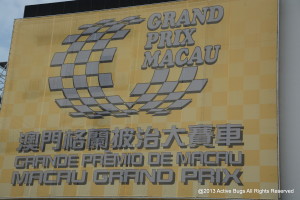 GRAND
PRIX
MACAU
澳門格蘭披治大賽車
GRANDE PRÉMIO DE MACAU
MACAU GRAND PRIX
@2013 Active Bugs All Rights Reserved